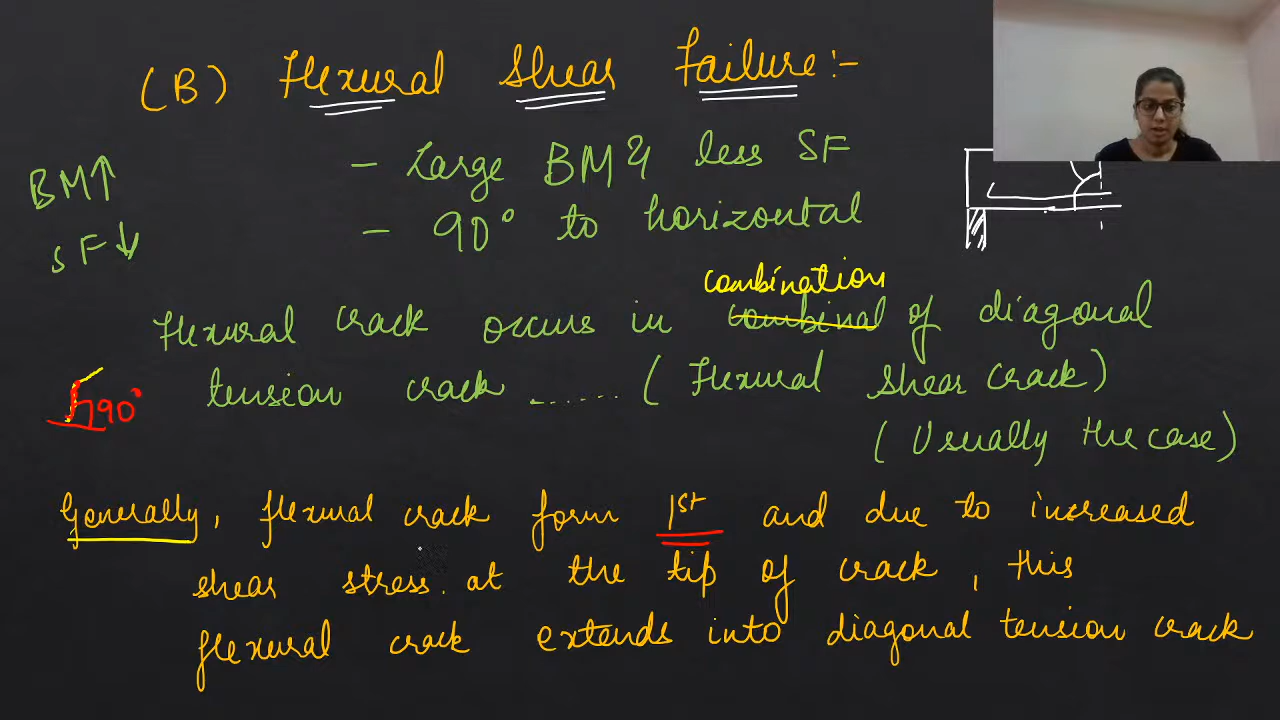 (B) Flexural Shear Failure:-
BM↑
SF↓
- Large BM & less SF
- 90° to horizontal
combination
Flexural crack occurs in combinal of diagonal
tension crack ...... (Flexural shear crack)
(Usually the case)
90°
Generally, flexural crack form 1st and due to increased
shear stress at the tip of crack, this
flexural crack extends into diagonal tension crack